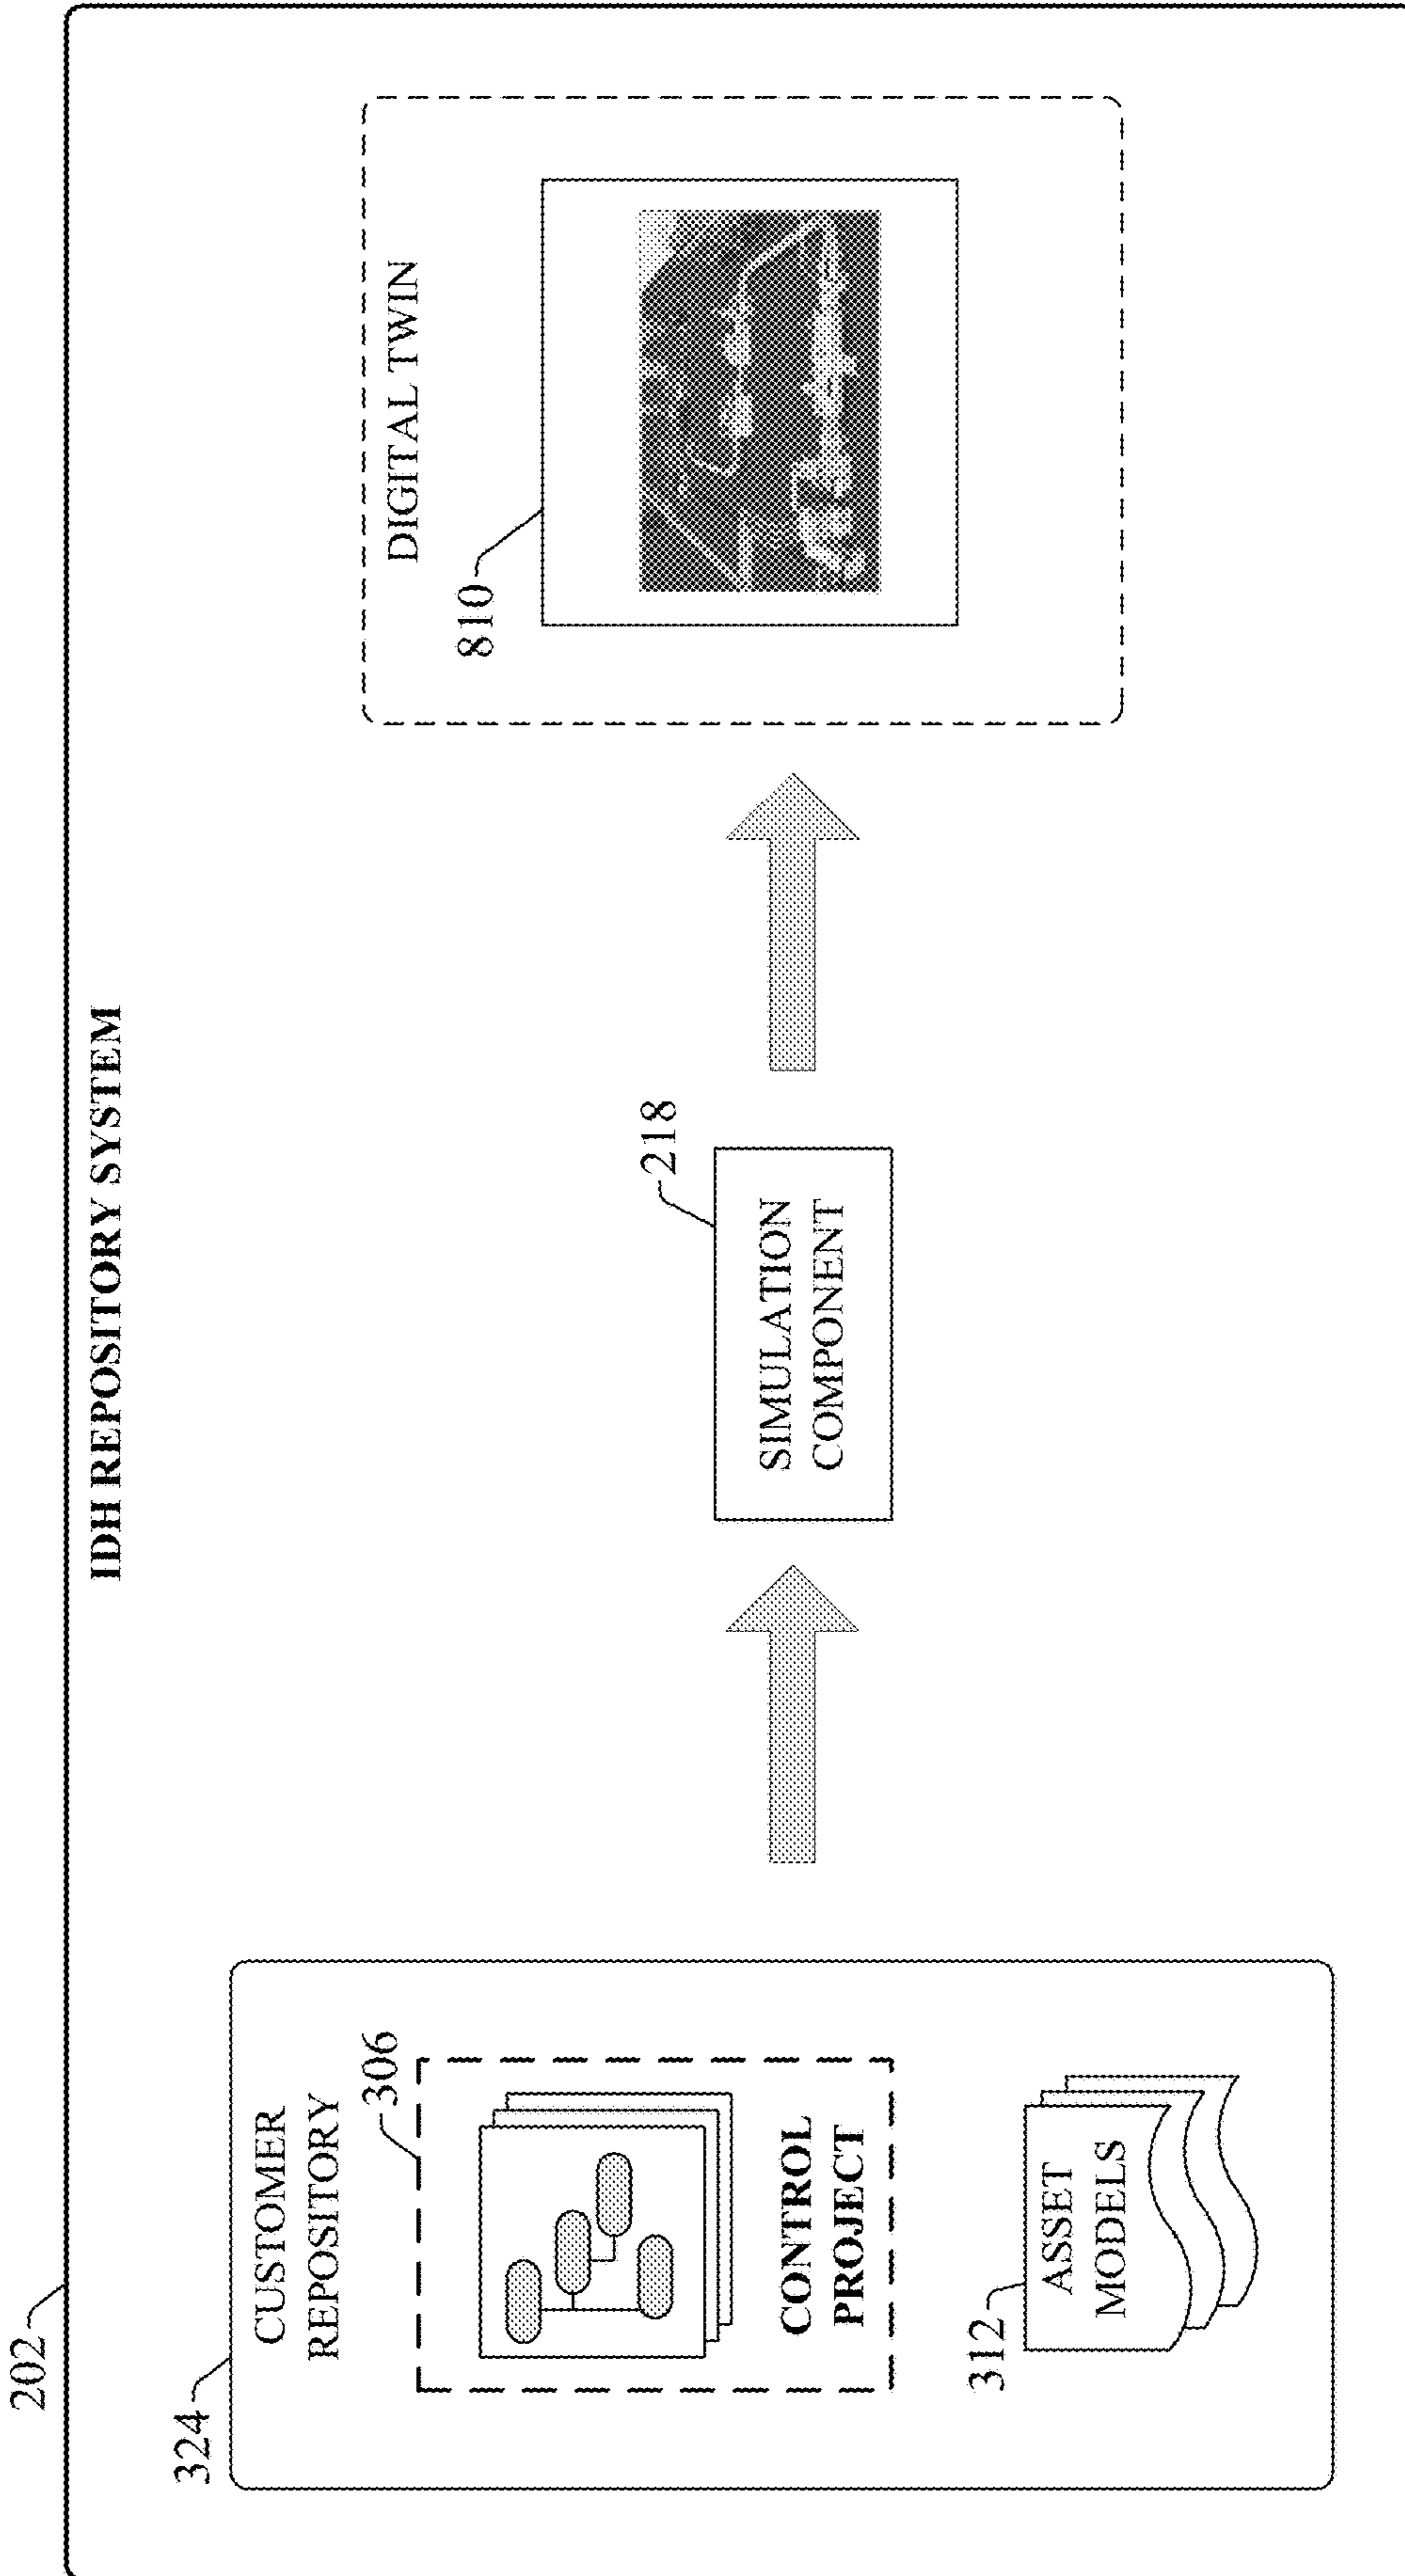 202
IDH REPOSITORY SYSTEM
324
CUSTOMER
REPOSITORY
306
CONTROL
PROJECT
312
ASSET
MODELS
218
SIMULATION
COMPONENT
DIGITAL TWIN
810